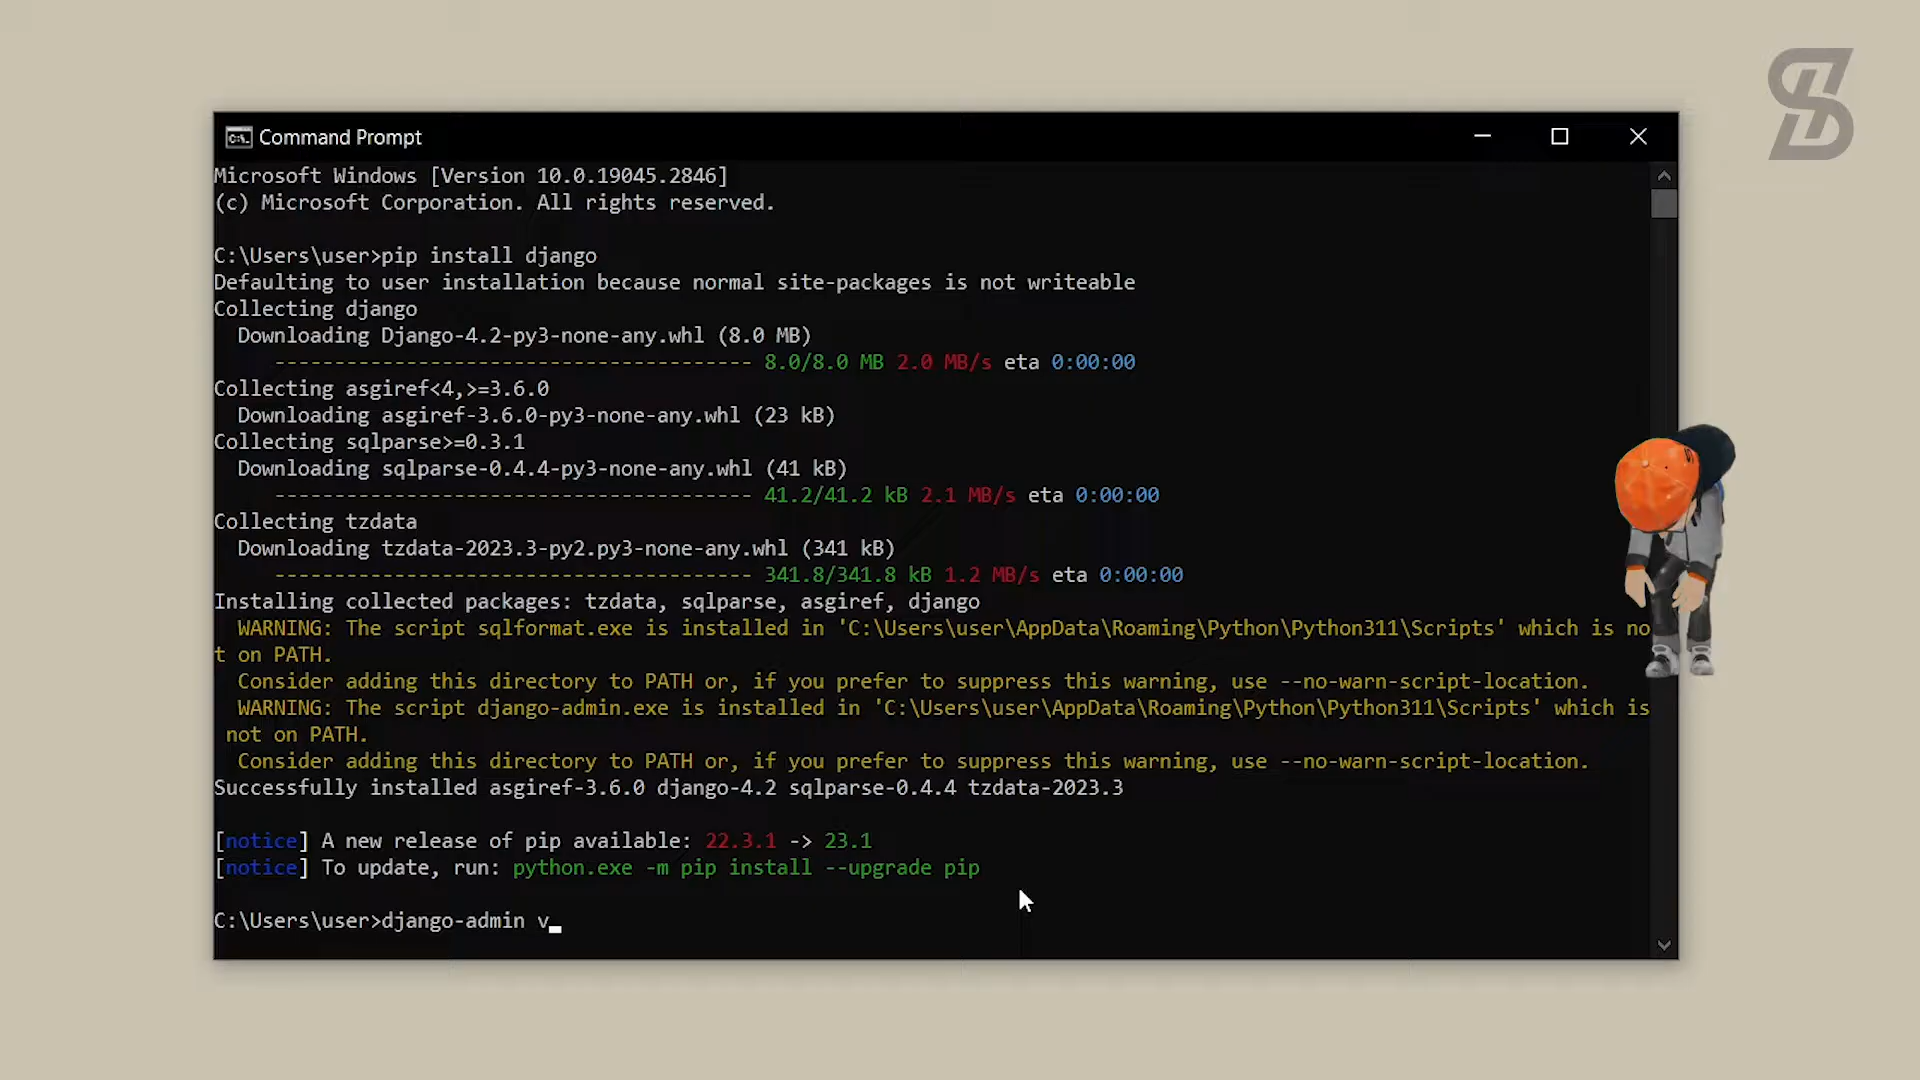 Command Prompt
Microsoft Windows [Version 10.0.19045.2846]
(c) Microsoft Corporation. All rights reserved.
C:\Users\user>pip install django
Defaulting to user installation because normal site-packages is not writeable
Collecting django
Downloading Django-4.2-py3-none-any.whl (8.0 MB)
---------------------------------------- 8.0/8.0 MB 2.0 MB/s eta 0:00:00
Collecting asgiref<4,>=3.6.0
Downloading asgiref-3.6.0-py3-none-any.whl (23 kB)
Collecting sqlparse>=0.3.1
Downloading sqlparse-0.4.4-py3-none-any.whl (41 kB)
---------------------------------------- 41.2/41.2 kB 2.1 MB/s eta 0:00:00
Collecting tzdata
Downloading tzdata-2023.3-py2.py3-none-any.whl (341 kB)
---------------------------------------- 341.8/341.8 kB 1.2 MB/s eta 0:00:00
Installing collected packages: tzdata, sqlparse, asgiref, django
WARNING: The script sqlformat.exe is installed in 'C:\Users\user\AppData\Roaming\Python\Python311\Scripts' which is no
t on PATH.
Consider adding this directory to PATH or, if you prefer to suppress this warning, use --no-warn-script-location.
WARNING: The script django-admin.exe is installed in 'C:\Users\user\AppData\Roaming\Python\Python311\Scripts' which is
not on PATH.
Consider adding this directory to PATH or, if you prefer to suppress this warning, use --no-warn-script-location.
Successfully installed asgiref-3.6.0 django-4.2 sqlparse-0.4.4 tzdata-2023.3
[notice] A new release of pip available: 22.3.1 -> 23.1
[notice] To update, run: python.exe -m pip install --upgrade pip
C:\Users\user>django-admin v_